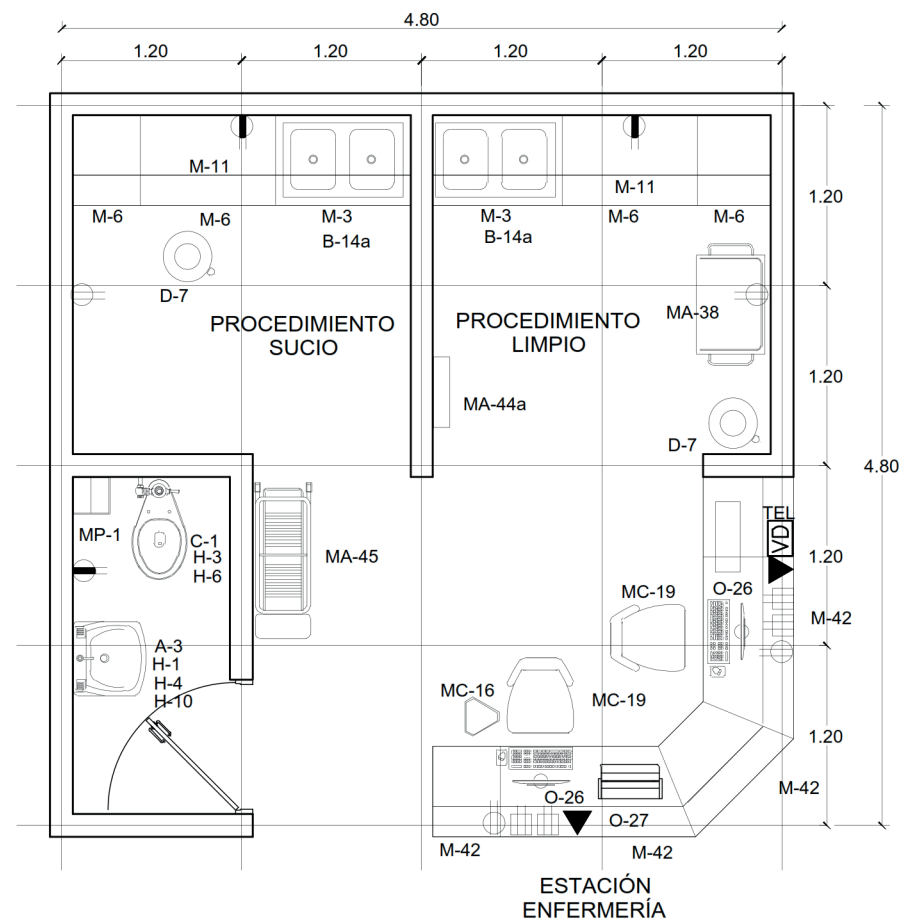 4.80
1.20 1.20 1.20 1.20
M-11
M-11
M-6 M-6 M-3 M-3 M-6 M-6
B-14a B-14a
1.20
D-7
MA-38
PROCEDIMIENTO
SUCIO
PROCEDIMIENTO
LIMPIO
1.20
MA-44a
D-7
4.80
TEL
VD
MP-1
C-1
H-3
H-6
MA-45
1.20
MC-19
O-26
M-42
A-3
H-1
H-4
H-10
MC-16
MC-19
1.20
M-42
O-26
O-27
M-42
M-42
ESTACIÓN
ENFERMERÍA